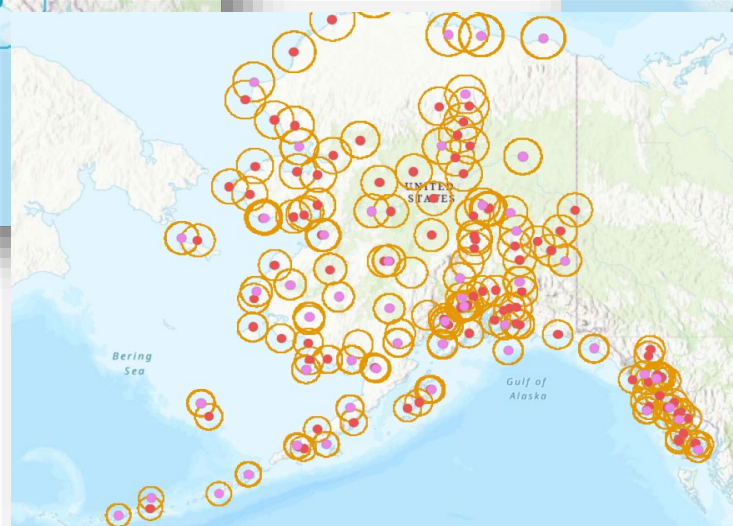 UNITED
STATES
Bering
Sea
Gulf of
Alaska